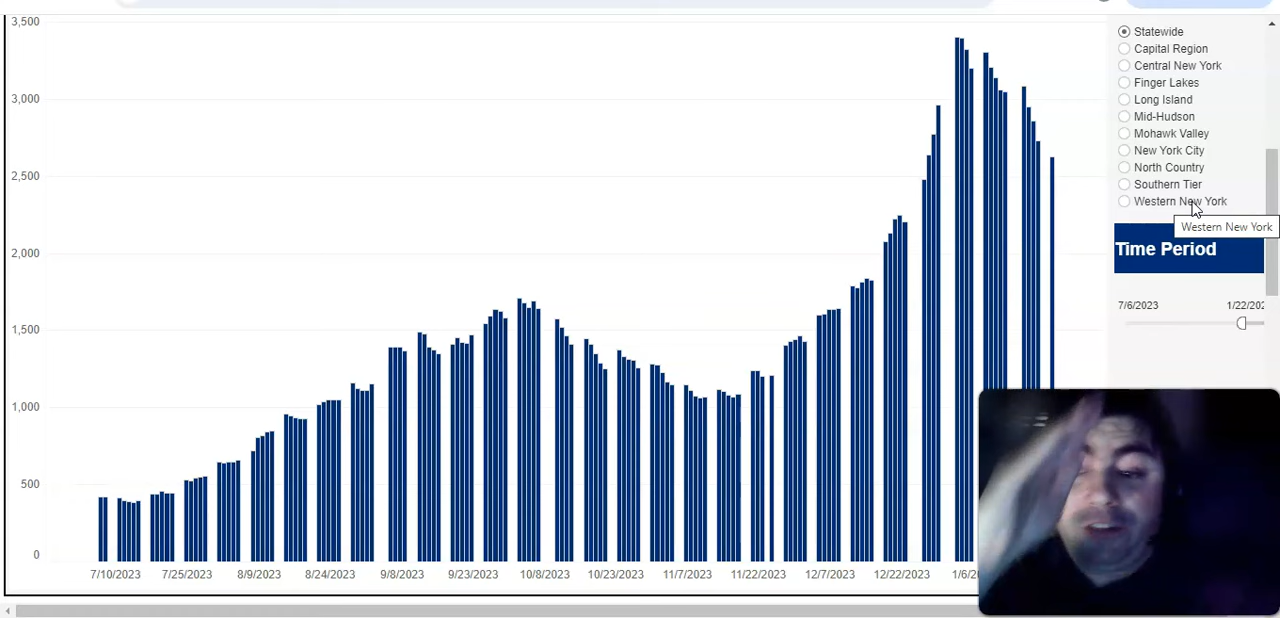 3,500
3,000
2,500
2,000
1,500
1,000
500
0
7/10/2023 7/25/2023 8/9/2023 8/24/2023 9/8/2023 9/23/2023 10/8/2023 10/23/2023 11/7/2023 11/22/2023 12/7/2023 12/22/2023 1/6/20
Statewide
Capital Region
Central New York
Finger Lakes
Long Island
Mid-Hudson
Mohawk Valley
New York City
North Country
Southern Tier
Western New York
Western New York
Time Period
7/6/2023 1/22/202